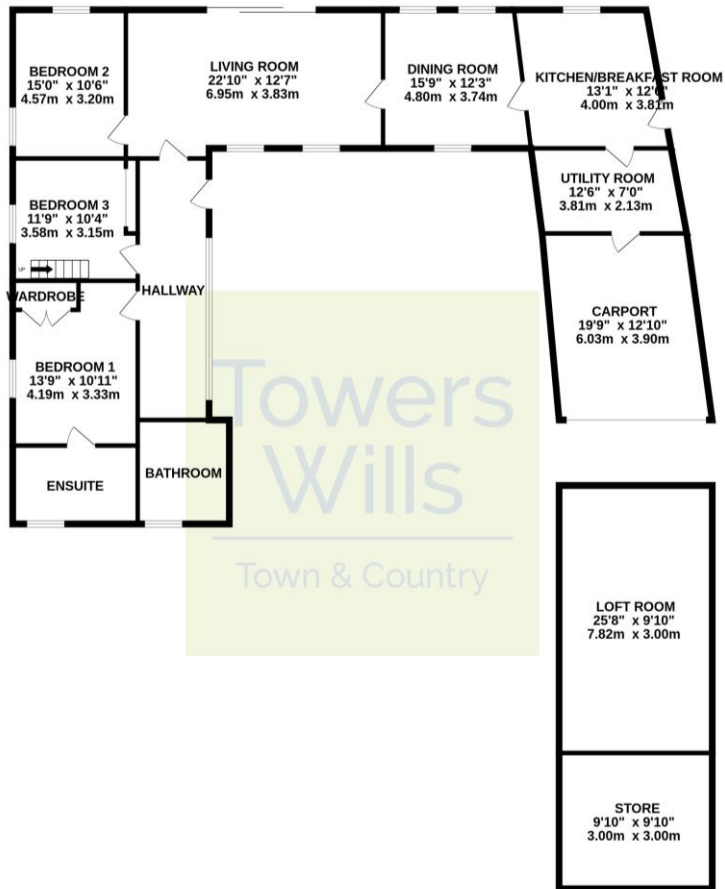 BEDROOM 2
15'0" x 10'6"
4.57m x 3.20m
LIVING ROOM
22'10" x 12'7"
6.95m x 3.83m
DINING ROOM
15'9" x 12'3"
4.80m x 3.74m
KITCHEN/BREAKFAST ROOM
13'1" x 12'6"
4.00m x 3.81m
UTILITY ROOM
12'6" x 7'0"
3.81m x 2.13m
BEDROOM 3
11'9" x 10'4"
3.58m x 3.15m
UP
HALLWAY
WARDROBE
CARPORT
19'9" x 12'10"
6.03m x 3.90m
BEDROOM 1
13'9" x 10'11"
4.19m x 3.33m
ENSUITE
BATHROOM
Towers
Wills
Town & Country
LOFT ROOM
25'8" x 9'10"
7.82m x 3.00m
STORE
9'10" x 9'10"
3.00m x 3.00m